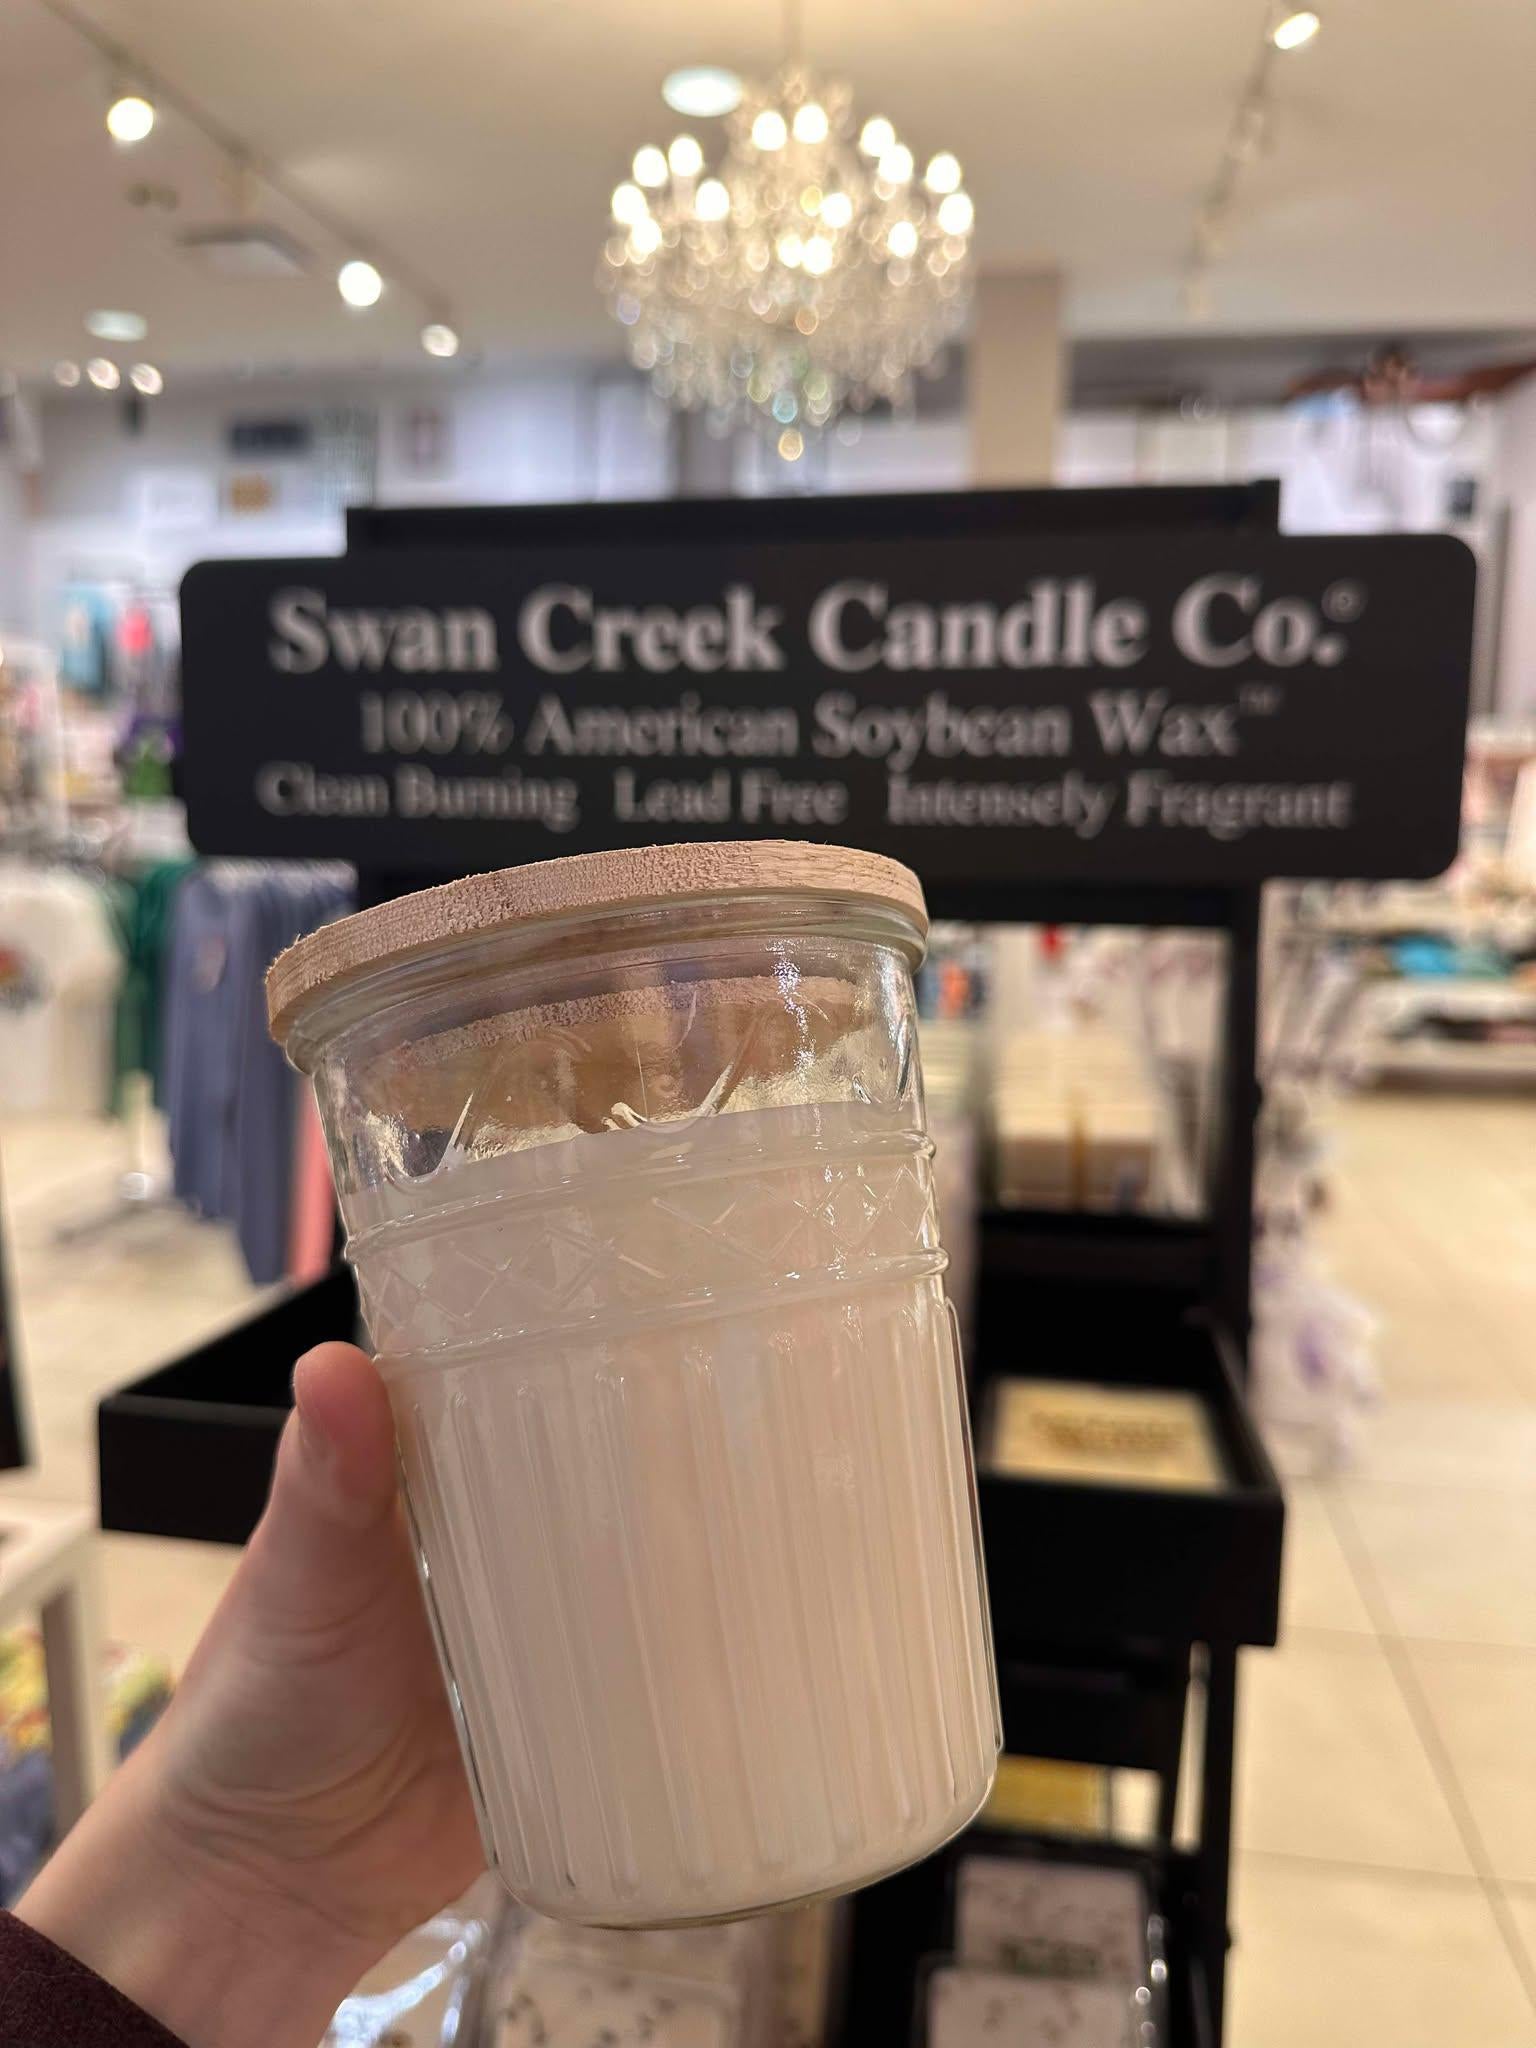 Swan Creek Candle Co.®
100% American Soybean Wax™
Clean Burning Lead Free Intensely Fragrant